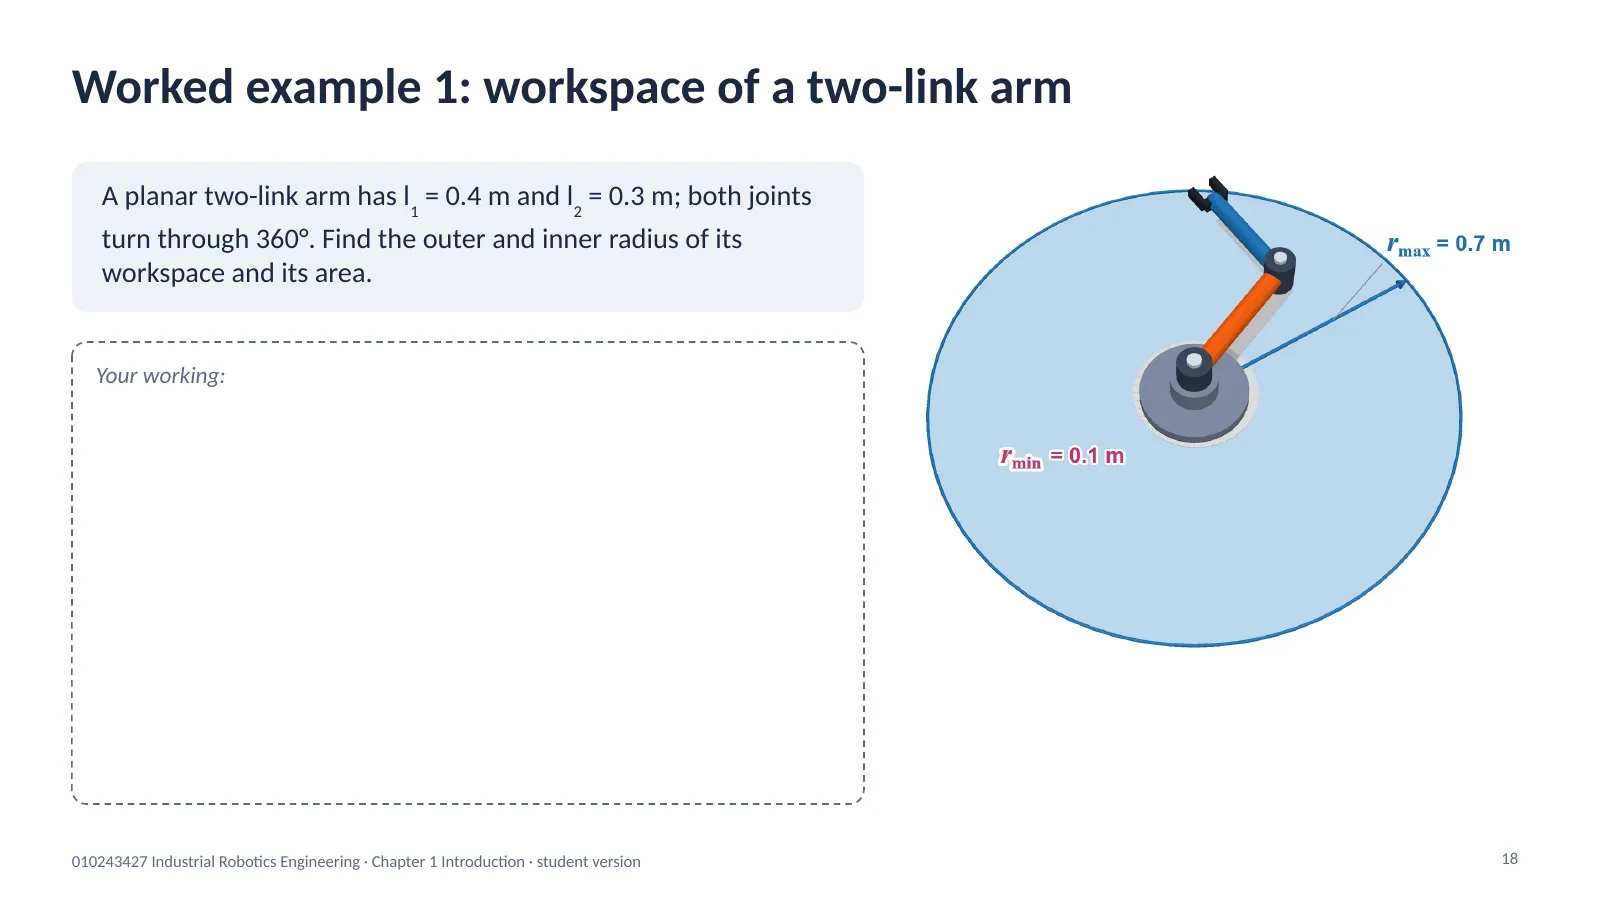 Worked example 1: workspace of a two-link arm
A planar two-link arm has l₁ = 0.4 m and l₂ = 0.3 m; both joints
turn through 360°. Find the outer and inner radius of its
workspace and its area.
Your working:
r_max = 0.7 m
r_min = 0.1 m
010243427 Industrial Robotics Engineering · Chapter 1 Introduction · student version
18